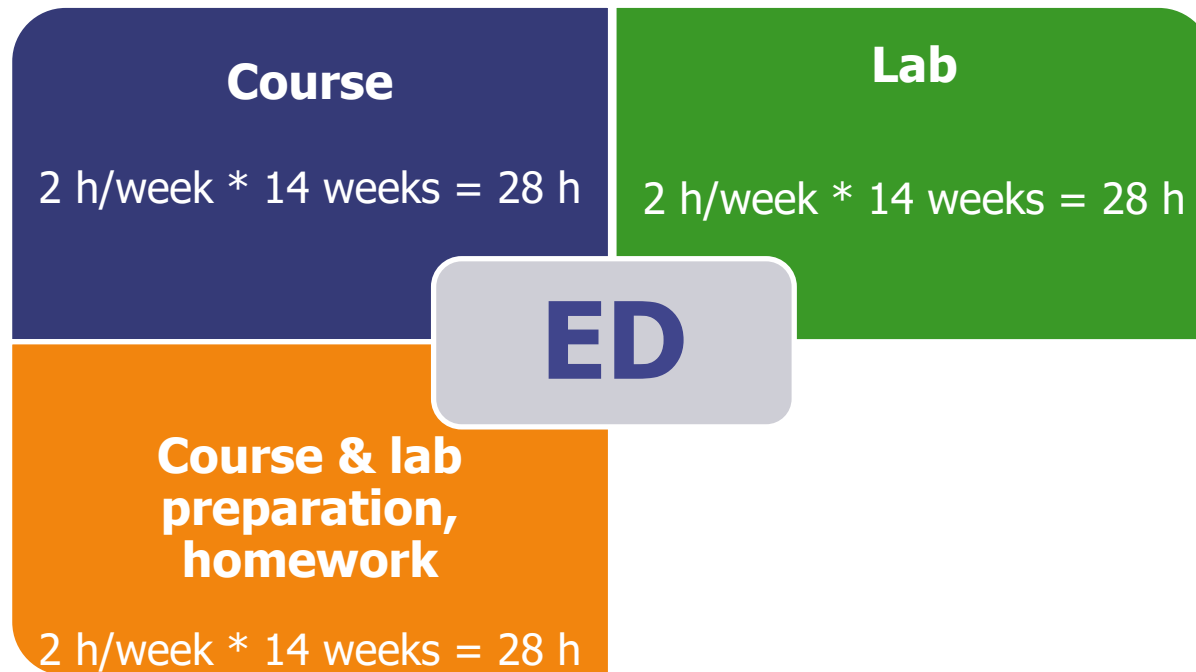 Course
2 h/week * 14 weeks = 28 h
Lab
2 h/week * 14 weeks = 28 h
ED
Course & lab
preparation,
homework
2 h/week * 14 weeks = 28 h